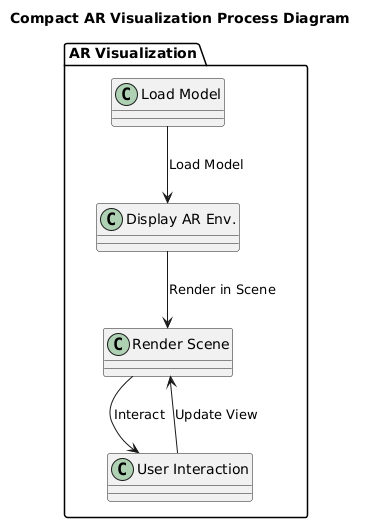 Compact AR Visualization Process Diagram
AR Visualization
C Load Model
Load Model
C Display AR Env.
Render in Scene
C Render Scene
Interact
Update View
C User Interaction